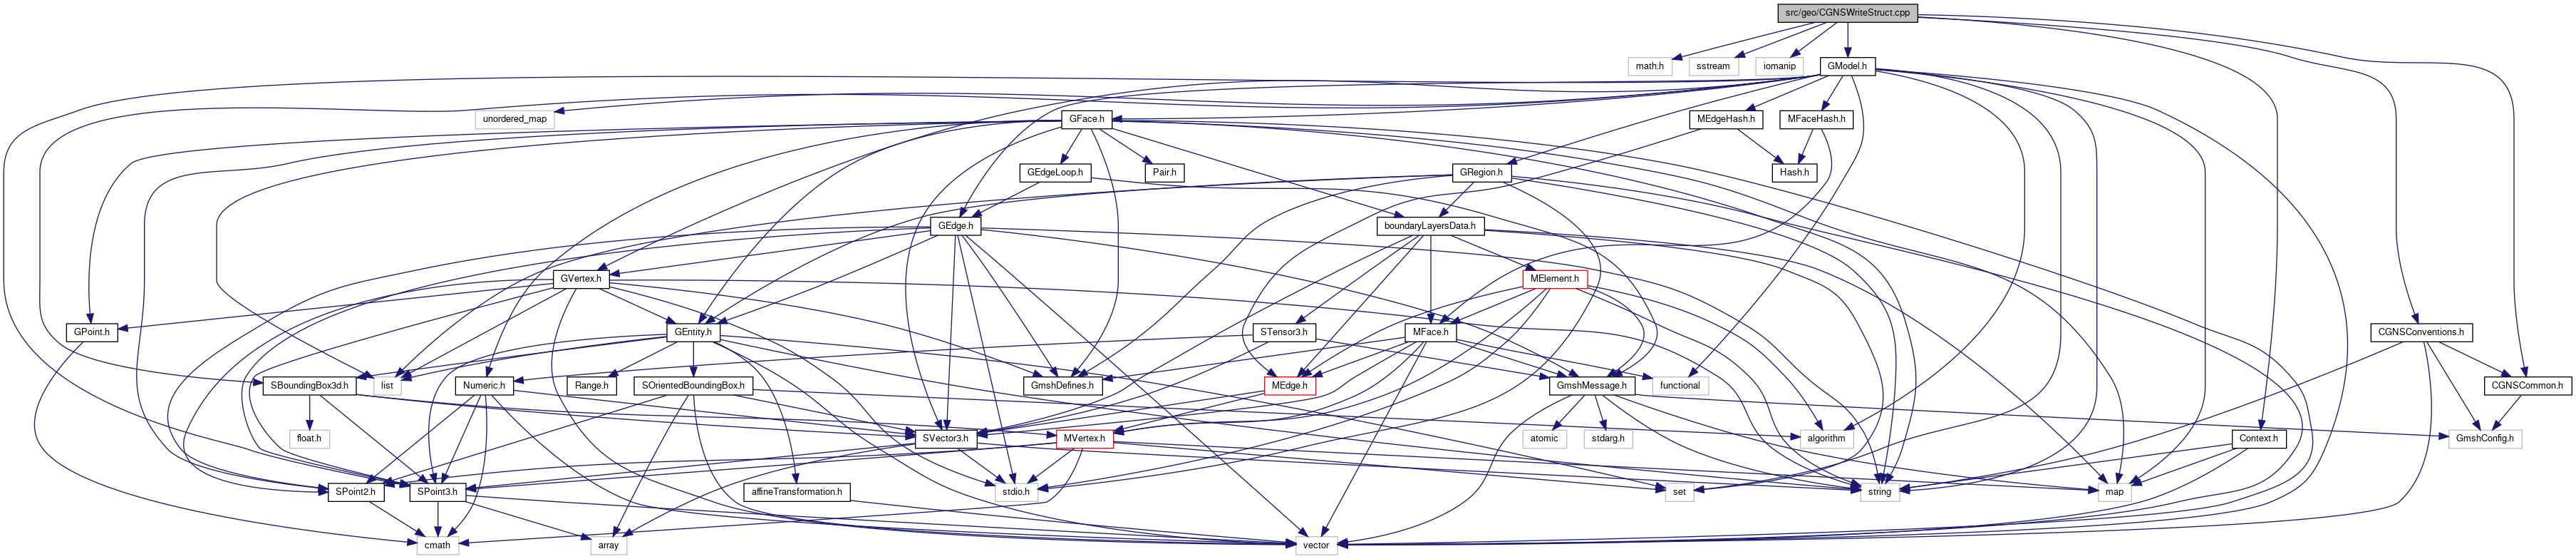 src/geo/CGNSWriteStruct.cpp
math.h
sstream
iomanip
GModel.h
unordered_map
GFace.h
MEdgeHash.h
MFaceHash.h
GEdgeLoop.h
Pair.h
GRegion.h
Hash.h
GEdge.h
boundaryLayersData.h
GVertex.h
MElement.h
GPoint.h
GEntity.h
STensor3.h
MFace.h
CGNSConventions.h
SBoundingBox3d.h
list
Numeric.h
Range.h
SOrientedBoundingBox.h
GmshDefines.h
MEdge.h
GmshMessage.h
functional
CGNSCommon.h
float.h
SVector3.h
MVertex.h
atomic
stdarg.h
algorithm
Context.h
GmshConfig.h
SPoint2.h
SPoint3.h
affineTransformation.h
stdio.h
set
string
map
cmath
array
vector